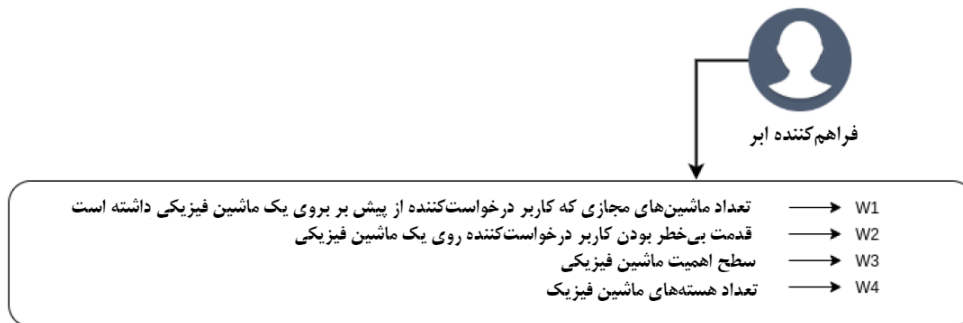 فراهم‌کننده ابر
W1 تعداد ماشین‌های مجازی که کاربر درخواست‌کننده از پیش بر بروی یک ماشین فیزیکی داشته است
W2 قدمت بی‌خطر بودن کاربر درخواست‌کننده روی یک ماشین فیزیکی
W3 سطح اهمیت ماشین فیزیکی
W4 تعداد هسته‌های ماشین فیزیک